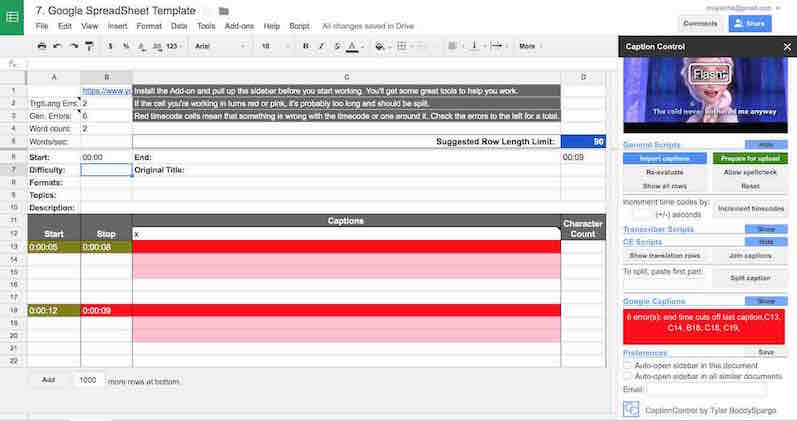 7. Google SpreadSheet Template
File Edit View Insert Format Data Tools Add-ons Help Script All changes saved in Drive
Comments Share
$ % .0 .00 123 Arial 10 B I S A More
fx
Caption Control
A B C D
1 https://www.yo Install the Add-on and pull up the sidebar before you start working. You'll get some great tools to help you work.
2 TrgtLang Errs. 2 If the cell you're working in turns red or pink, it's probably too long and should be split.
3 Gen. Errors: 6 Red timecode cells mean that something is wrong with the timecode or one around it. Check the errors to the left for a total.
4 Word count: 2
5 Words/sec: Suggested Row Length Limit: 90
6 Start: 00:00 End: 00:09
7 Difficulty: Original Title:
8 Formats:
9 Topics:
10 Description:
11 Captions
12 Start Stop x Character Count
13 0:00:05 0:00:08
14
15
16
17
18 0:00:12 0:00:09
19
20
21
22
Add 1000 more rows at bottom.
Flash:
The cold never bothered me anyway
General Scripts Hide
Import captions Prepare for upload
Re-evaluate Allow spellcheck
Show all rows Reset
Increment time codes by:
(+/-) seconds Increment timecodes
Transcriber Scripts Show
CE Scripts Hide
Show translation rows Join captions
To split, paste first part:
Split caption
Google Captions Show
6 error(s): end time cuts off last caption,C13,
C14, B18, C18, C19,
Preferences Save
Auto-open sidebar in this document
Auto-open sidebar in all similar documents
Email:
CaptionControl by Tyler BoddySpargo